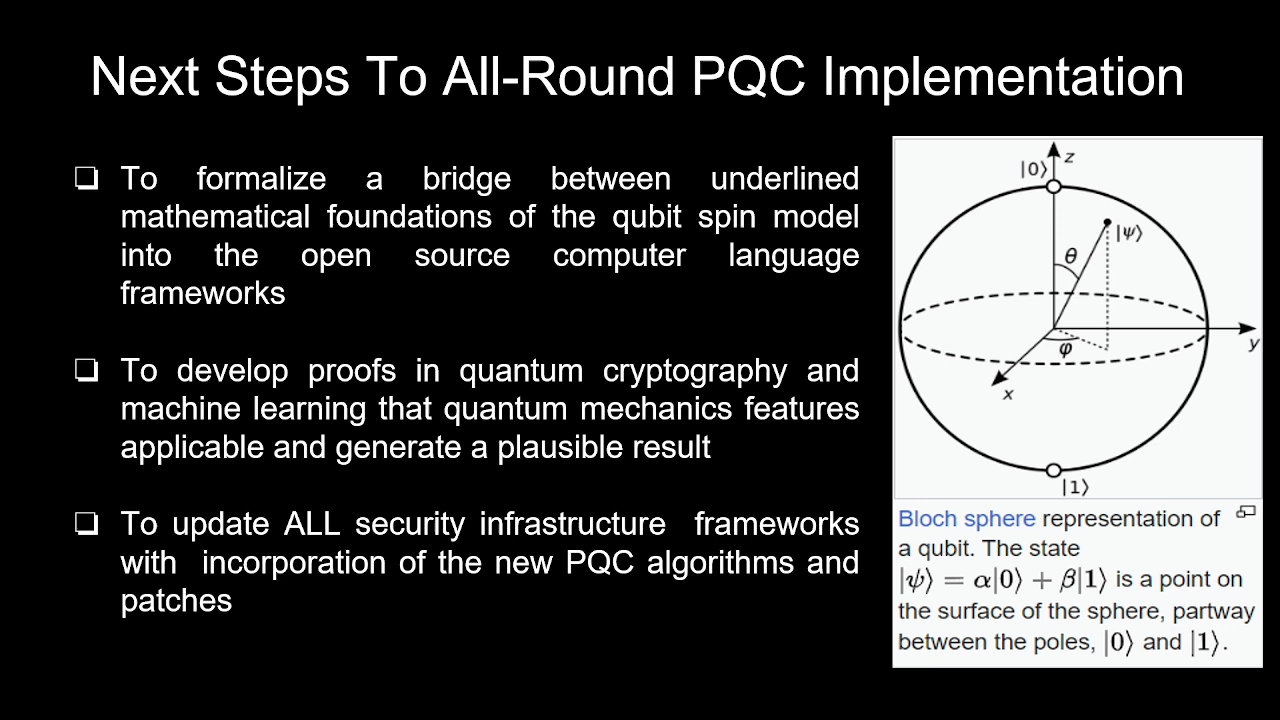 Next Steps To All-Round PQC Implementation
❏ To formalize a bridge between underlined
mathematical foundations of the qubit spin model
into the open source computer language
frameworks
❏ To develop proofs in quantum cryptography and
machine learning that quantum mechanics features
applicable and generate a plausible result
❏ To update ALL security infrastructure frameworks
with incorporation of the new PQC algorithms and
patches
z
|0⟩
|ψ⟩
θ
φ
y
x
|1⟩
Bloch sphere representation of
a qubit. The state
|ψ⟩ = α|0⟩ + β|1⟩ is a point on
the surface of the sphere, partway
between the poles, |0⟩ and |1⟩.